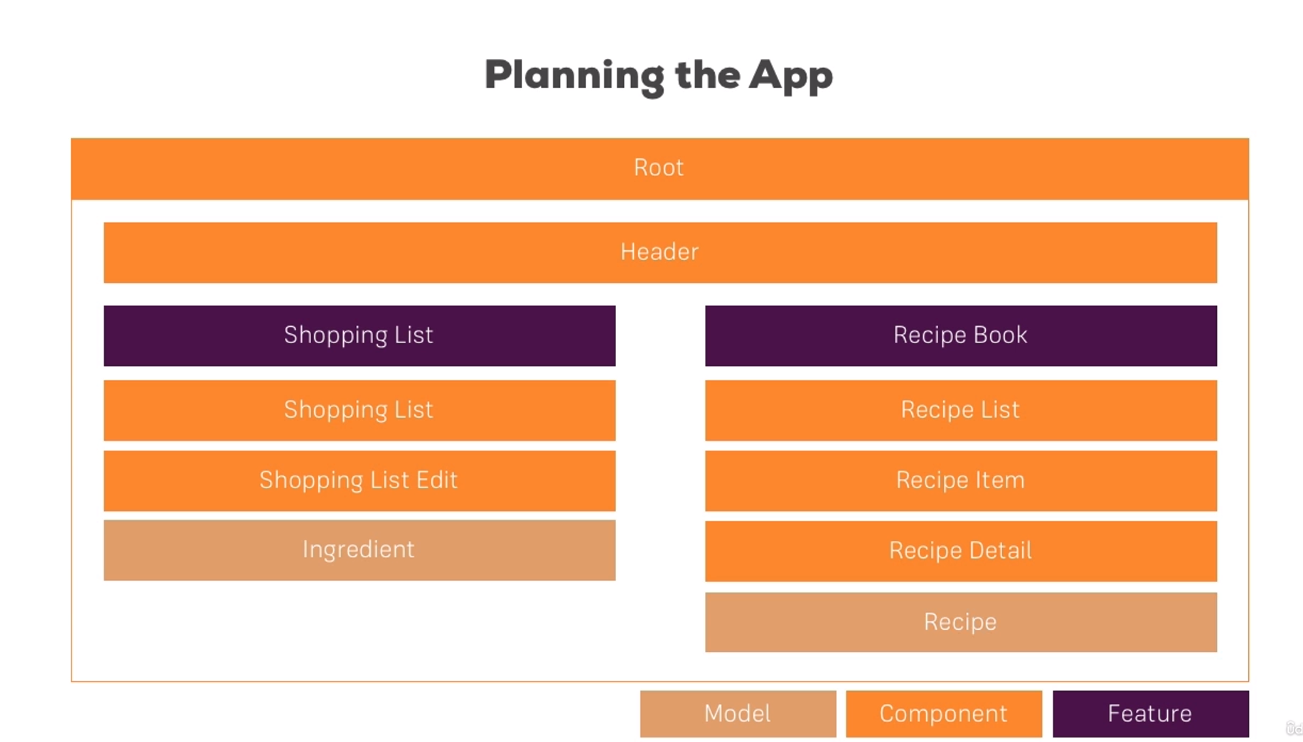 Planning the App
Root
Header
Shopping List
Recipe Book
Shopping List
Recipe List
Shopping List Edit
Recipe Item
Ingredient
Recipe Detail
Recipe
Model
Component
Feature